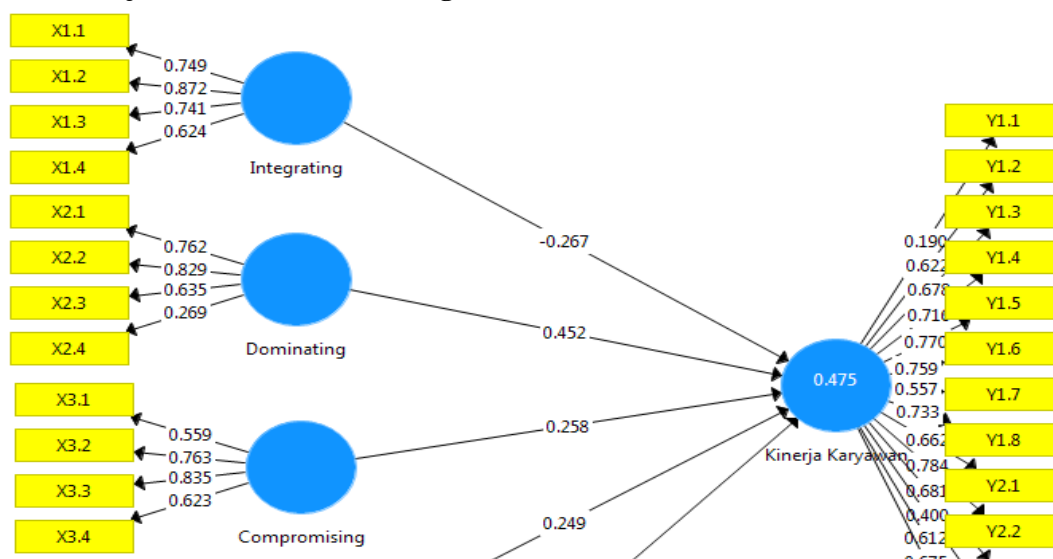 X1.1
X1.2
X1.3
X1.4
0.749
0.872
0.741
0.624
Integrating
X2.1
X2.2
X2.3
X2.4
0.762
0.829
0.635
0.269
Dominating
X3.1
X3.2
X3.3
X3.4
0.559
0.763
0.835
0.623
Compromising
-0.267
0.452
0.258
0.249
0.475
Kinerja Karyawan
0.190
0.622
0.678
0.716
0.770
0.759
0.557
0.733
0.662
0.784
0.681
0.400
0.612
Y1.1
Y1.2
Y1.3
Y1.4
Y1.5
Y1.6
Y1.7
Y1.8
Y2.1
Y2.2